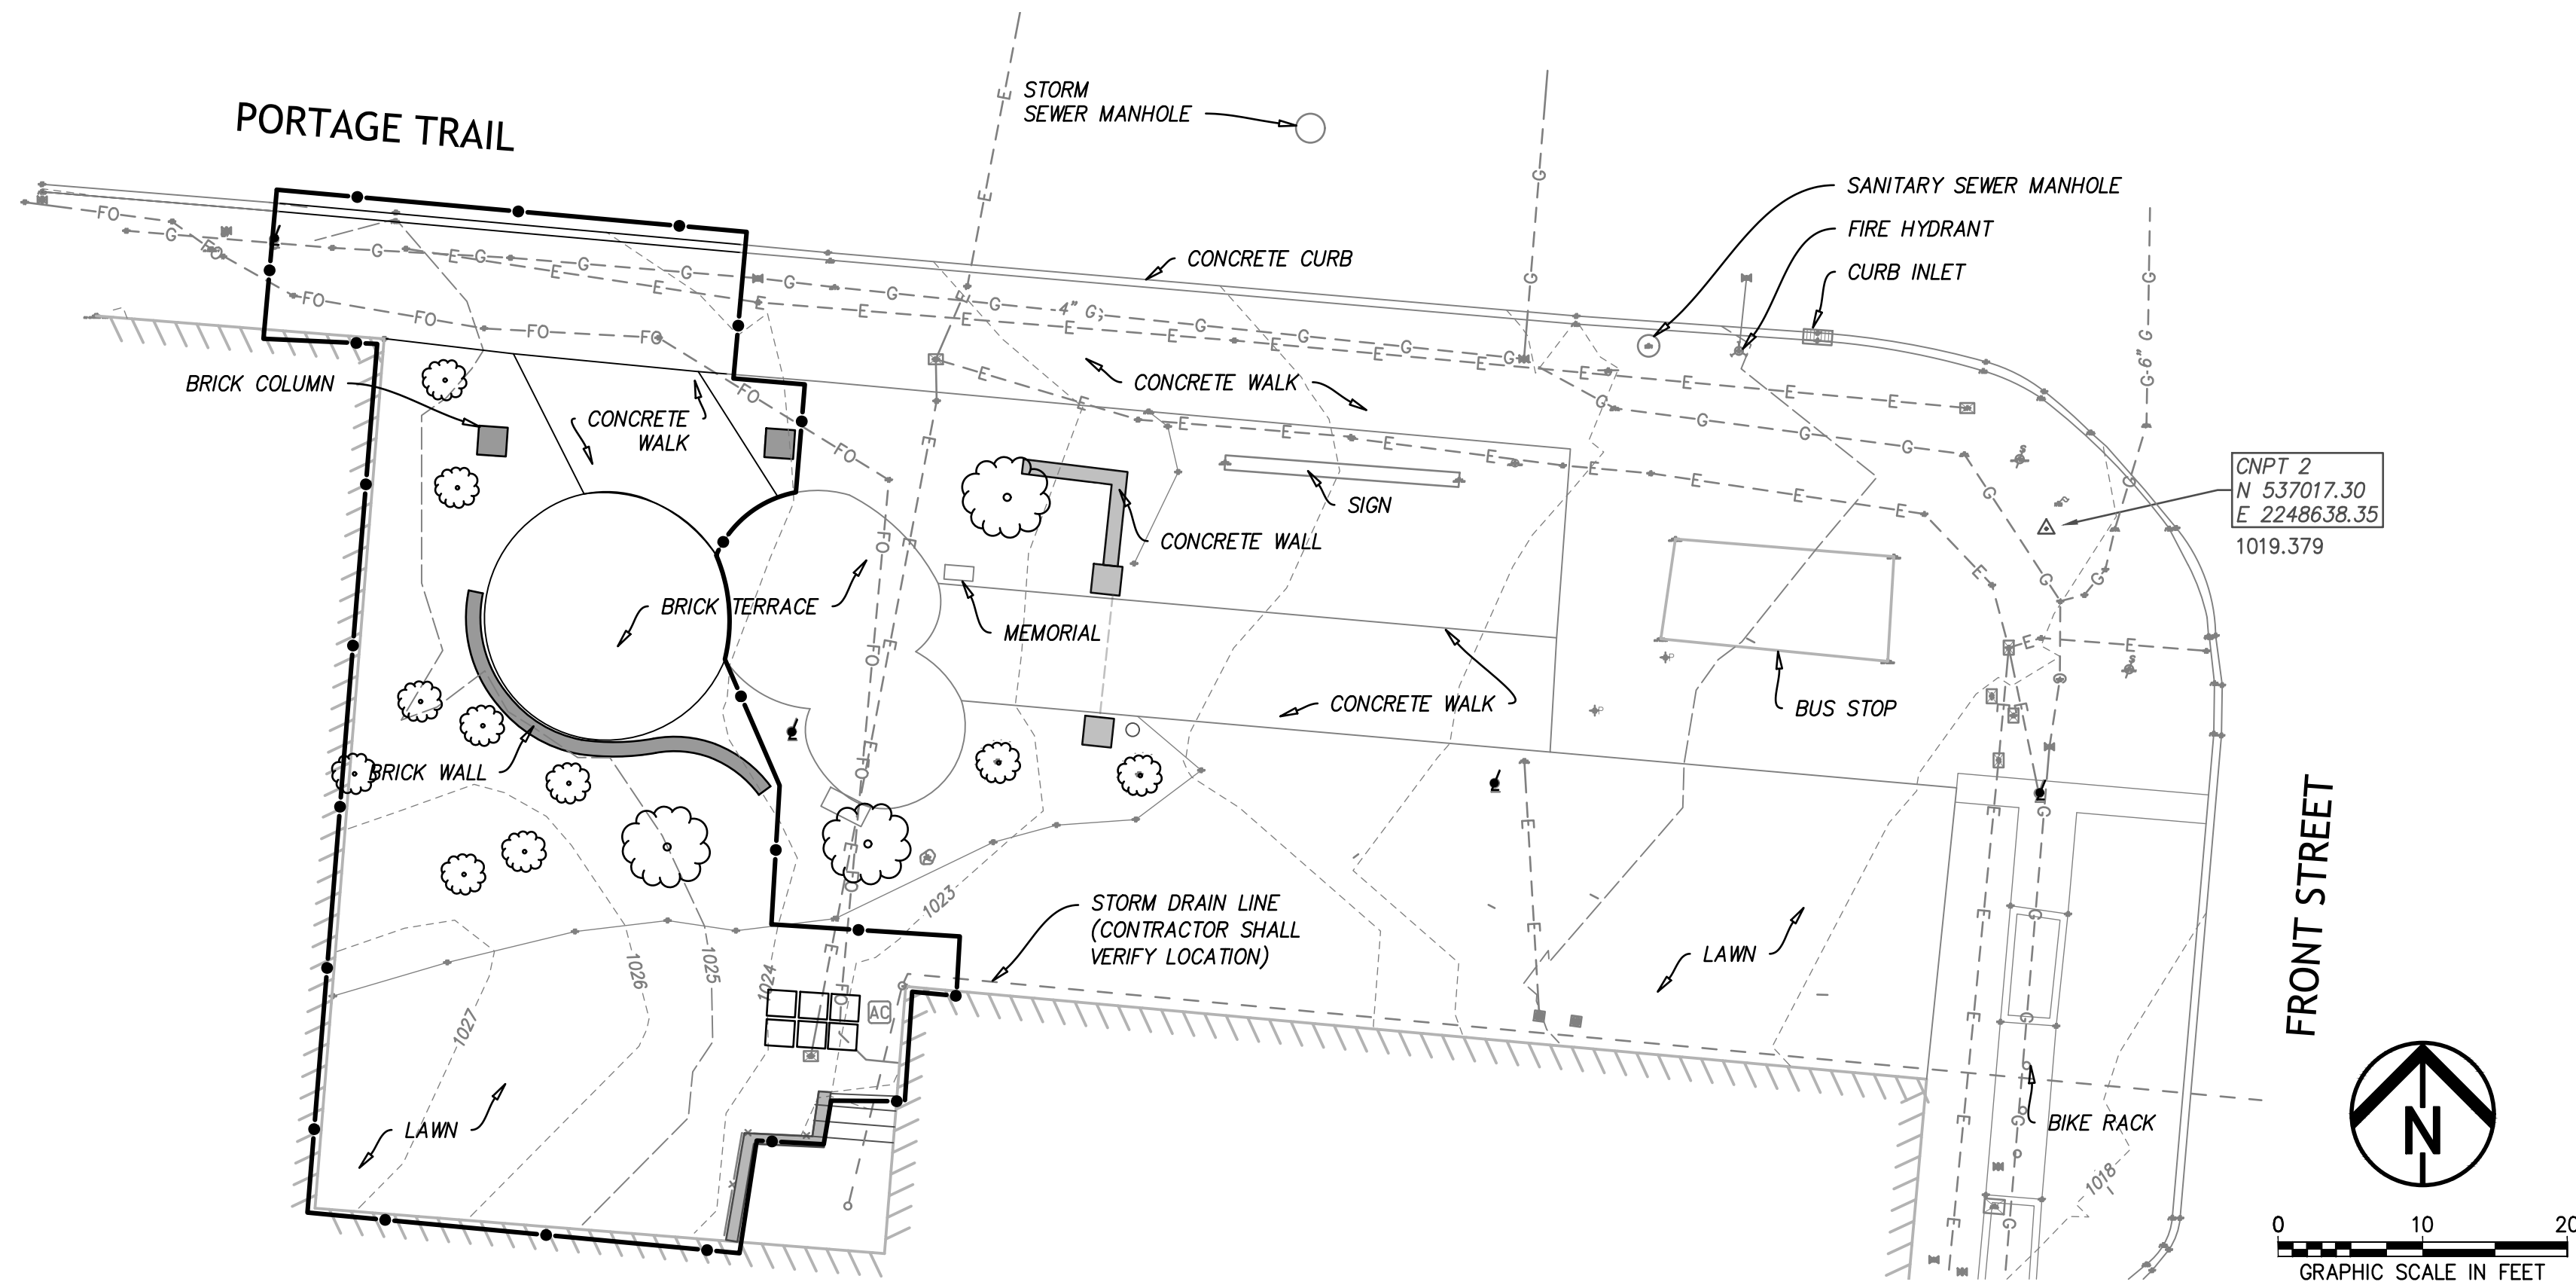 PORTAGE TRAIL
STORM
SEWER MANHOLE
SANITARY SEWER MANHOLE
FIRE HYDRANT
CURB INLET
CONCRETE CURB
4" G;
6" G
BRICK COLUMN
CONCRETE
WALK
CONCRETE WALK
SIGN
CONCRETE WALL
CNPT 2
N 537017.30
E 2248638.35
1019.379
BRICK TERRACE
MEMORIAL
CONCRETE WALK
BUS STOP
BRICK WALL
STORM DRAIN LINE
(CONTRACTOR SHALL
VERIFY LOCATION)
LAWN
FRONT STREET
1023
1024
1025
1026
1027
AC
LAWN
BIKE RACK
1018
N
0 10 20
GRAPHIC SCALE IN FEET